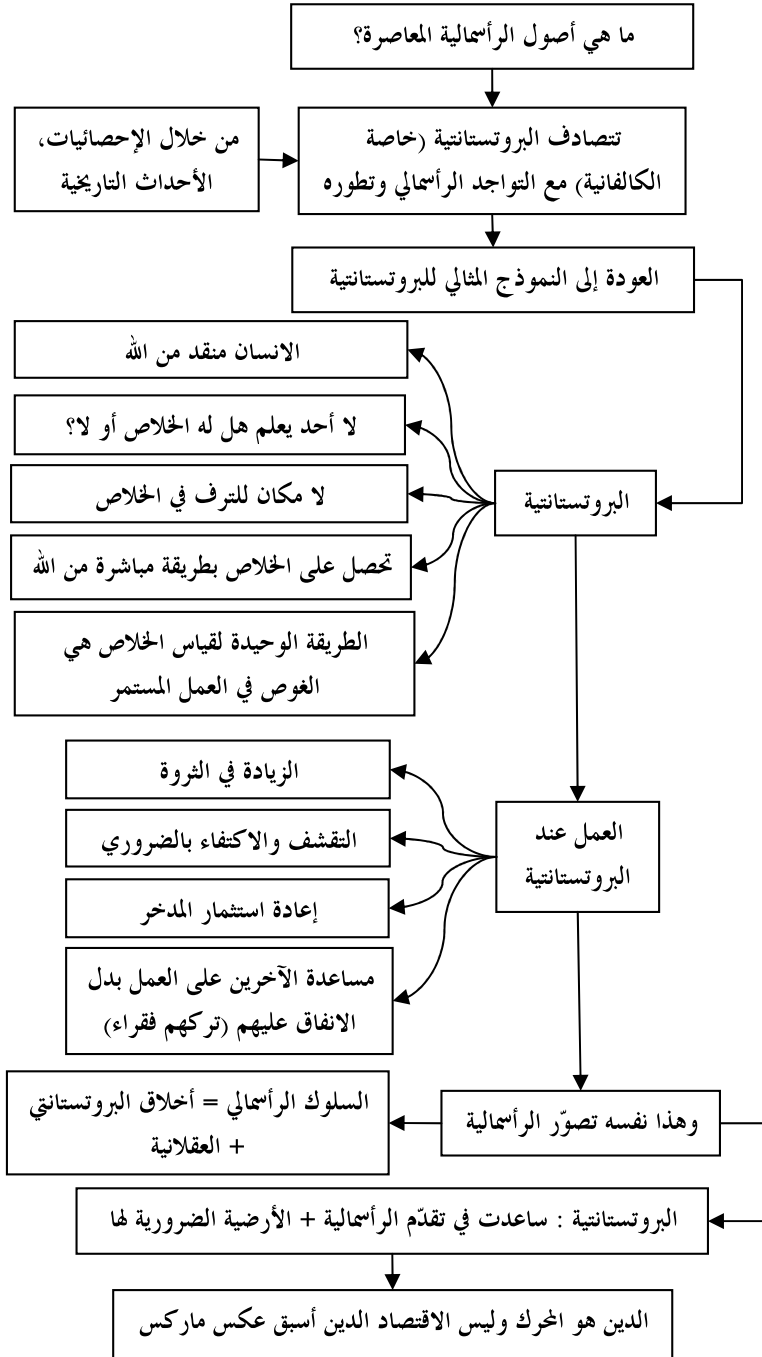 ما هي أصول الرأسمالية المعاصرة؟
تتصادف البروتستانتية (خاصة
الكالفانية) مع التواجد الرأسمالي وتطوره
من خلال الإحصائيات،
الأحداث التاريخية
العودة إلى النموذج المثالي للبروتستانتية
البروتستانتية
الانسان منقد من الله
لا أحد يعلم هل له الخلاص أو لا؟
لا مكان للترف في الخلاص
تحصل على الخلاص بطريقة مباشرة من الله
الطريقة الوحيدة لقياس الخلاص هي
الغوص في العمل المستمر
العمل عند
البروتستانتية
الزيادة في الثروة
التقشف والاكتفاء بالضروري
إعادة استثمار المدخر
مساعدة الآخرين على العمل بدل
الانفاق عليهم (تركهم فقراء)
وهذا نفسه تصوّر الرأسمالية
السلوك الرأسمالي = أخلاق البروتستانتي
+ العقلانية
البروتستانتية : ساعدت في تقدّم الرأسمالية + الأرضية الضرورية لها
الدين هو المحرك وليس الاقتصاد الدين أسبق عكس ماركس